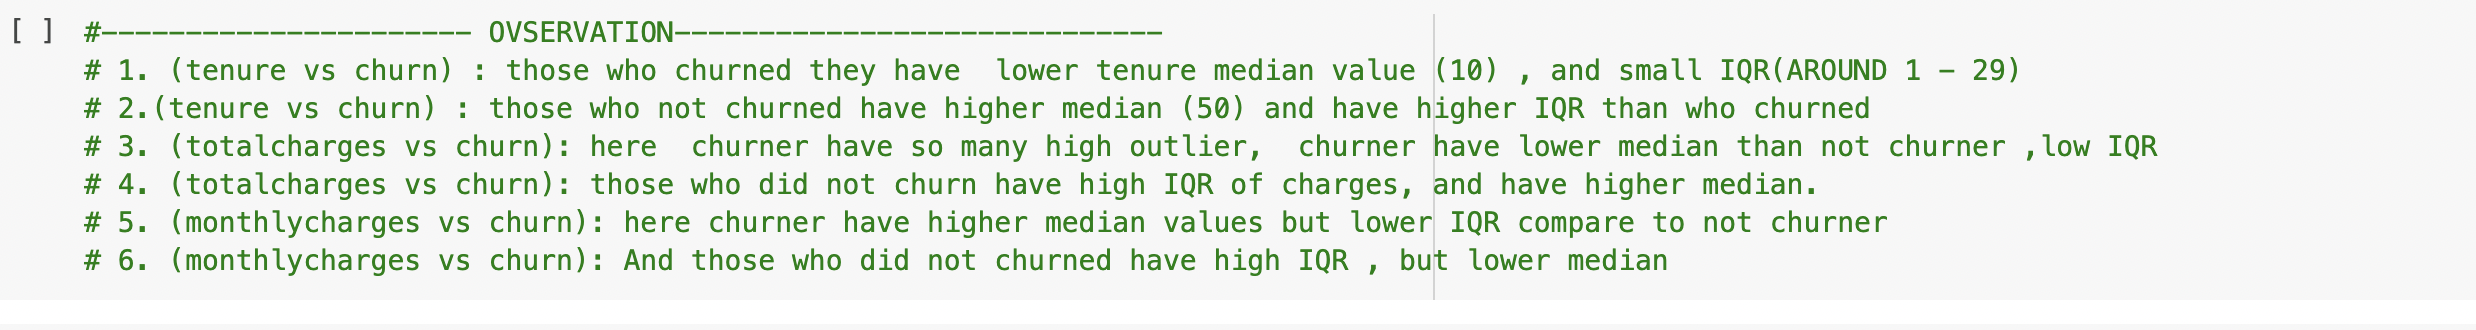 [ ] #---------------------- OVSERVATION-----------------------------
# 1. (tenure vs churn) : those who churned they have  lower tenure median value (10) , and small IQR(AROUND 1 - 29)
# 2.(tenure vs churn) : those who not churned have higher median (50) and have higher IQR than who churned
# 3. (totalcharges vs churn): here  churner have so many high outlier,  churner have lower median than not churner ,low IQR
# 4. (totalcharges vs churn): those who did not churn have high IQR of charges, and have higher median.
# 5. (monthlycharges vs churn): here churner have higher median values but lower IQR compare to not churner
# 6. (monthlycharges vs churn): And those who did not churned have high IQR , but lower median